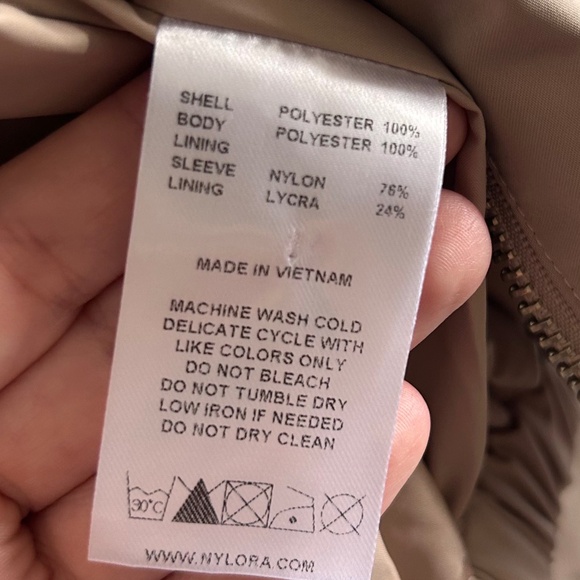 SHELL POLYESTER 100%
BODY POLYESTER 100%
LINING
SLEEVE NYLON 76%
LINING LYCRA 24%
MADE IN VIETNAM
MACHINE WASH COLD
DELICATE CYCLE WITH
LIKE COLORS ONLY
DO NOT BLEACH
DO NOT TUMBLE DRY
LOW IRON IF NEEDED
DO NOT DRY CLEAN
30°C
WWW.NYLORA.COM